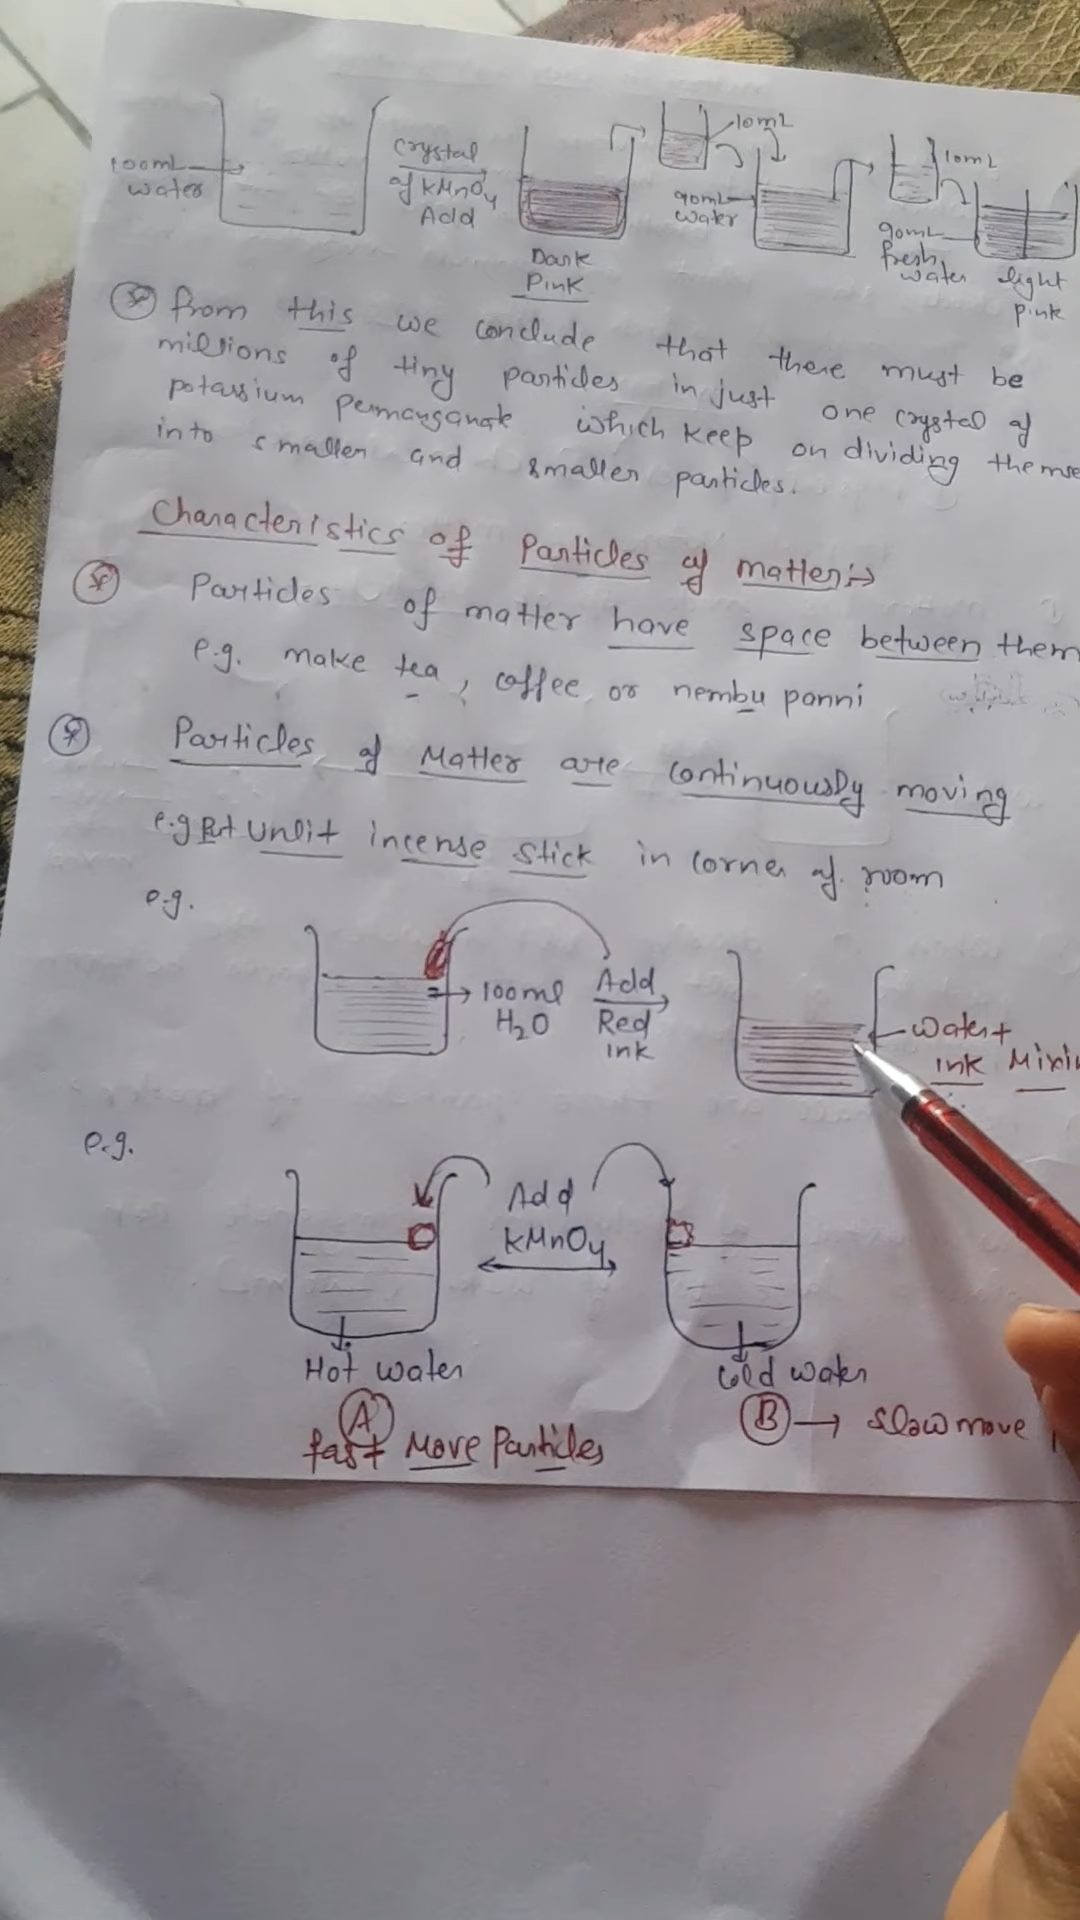 100mL
water
Crystal
of KMnO4
Add
Dark
Pink
10mL
90mL
water
10mL
90mL
fresh
water
light
pink
from this we conclude that there must be
millions of tiny particles in just one crystal of
potassium permanganate which keep on dividing themse
into smaller and smaller particles.
Characteristics of Particles of matter:→
Particles of matter have space between them
e.g. make tea, coffee or nembu panni
Particles of Matter are continuously moving
e.g Put unlit incense stick in corner of room
e.g.
100ml
H2O
Add
Red
ink
Water+
ink Mixi
e.g.
Add
KMnO4
Hot water
Cold water
A
fast Move Particles
B → slow move